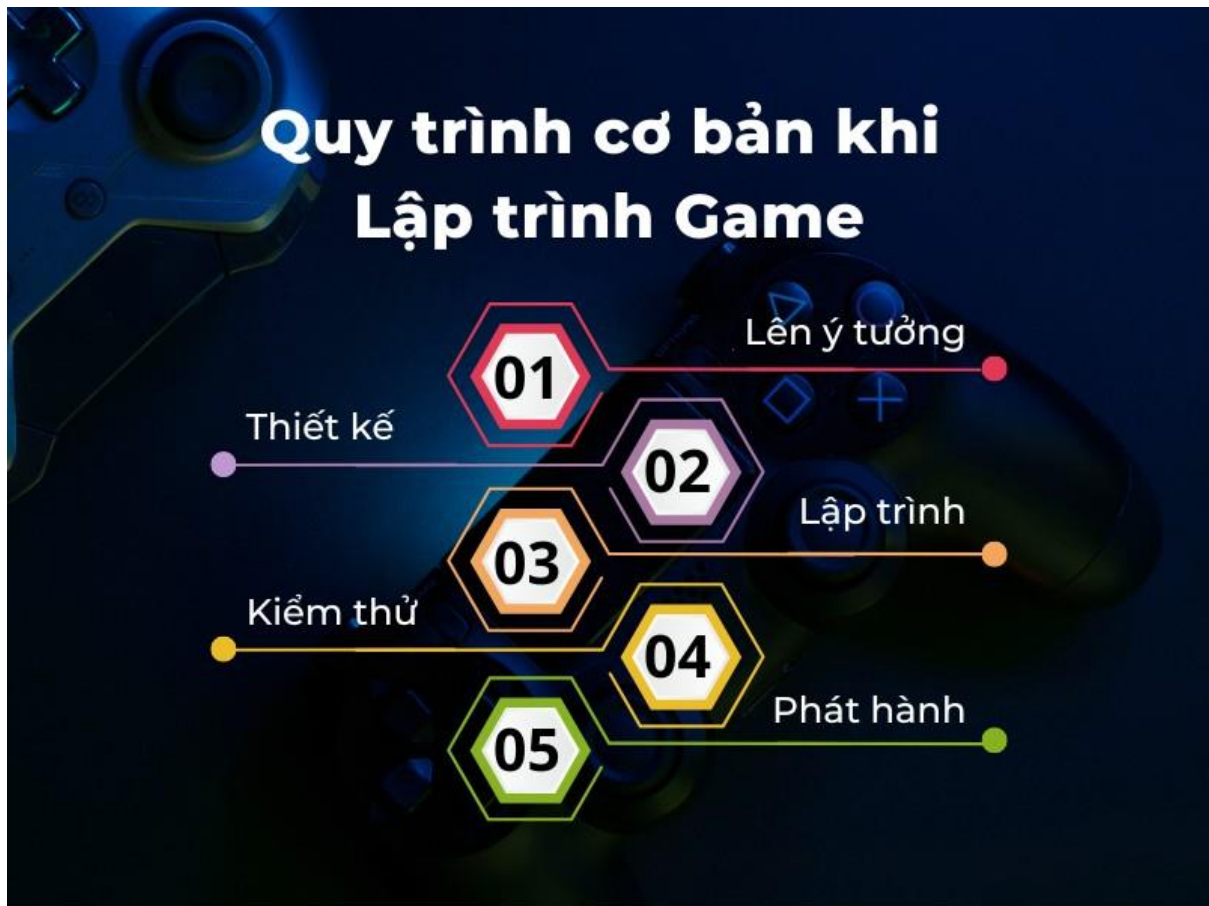 Quy trình cơ bản khi
Lập trình Game
01
Lên ý tưởng
Thiết kế
02
03
Lập trình
Kiểm thử
04
05
Phát hành